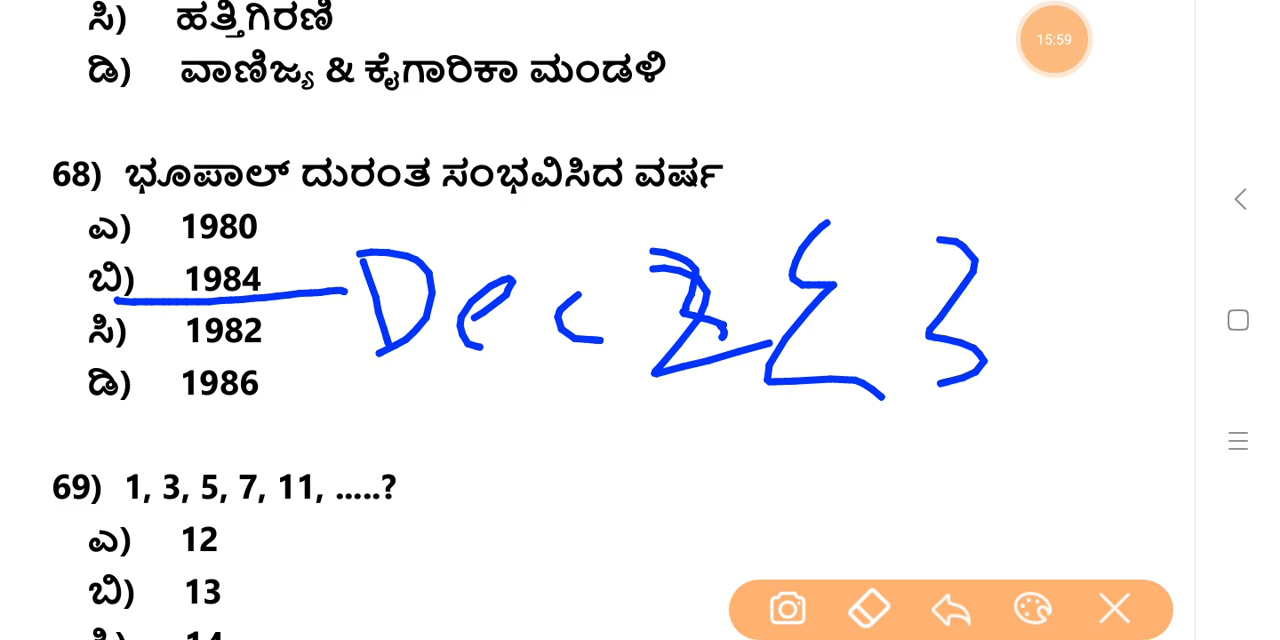 ಸಿ) ಹತ್ತಿಗಿರಣಿ
ಡಿ) ವಾಣಿಜ್ಯ & ಕೈಗಾರಿಕಾ ಮಂಡಳಿ
15:59
68) ಭೂಪಾಲ್ ದುರಂತ ಸಂಭವಿಸಿದ ವರ್ಷ
ಎ) 1980
ಬಿ) 1984 Dec 2 & 3
ಸಿ) 1982
ಡಿ) 1986
69) 1, 3, 5, 7, 11, .....?
ಎ) 12
ಬಿ) 13
ಸಿ) 14